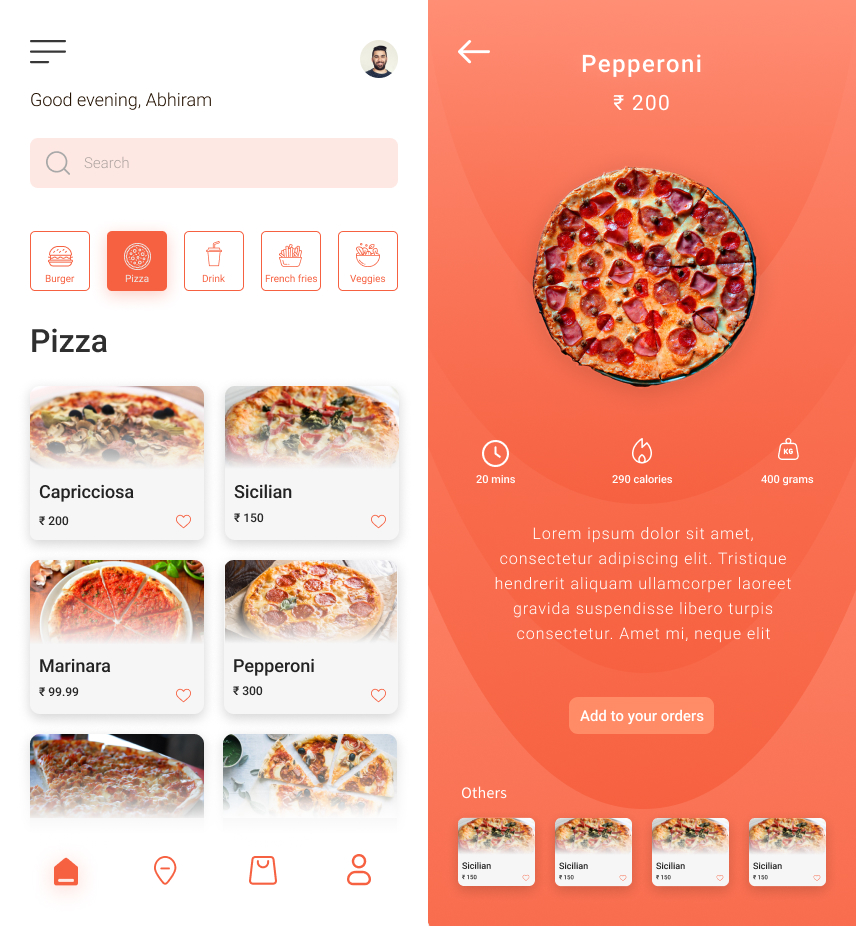 Good evening, Abhiram
Search
Burger
Pizza
Drink
French fries
Veggies
Pizza
Capricciosa
₹ 200
Sicilian
₹ 150
Marinara
₹ 99.99
Pepperoni
₹ 300
Pepperoni
₹ 200
20 mins
KG
290 calories
400 grams
Lorem ipsum dolor sit amet,
consectetur adipiscing elit. Tristique
hendrerit aliquam ullamcorper laoreet
gravida suspendisse libero turpis
consectetur. Amet mi, neque elit
Add to your orders
Others
Sicilian
₹ 150
Sicilian
₹ 150
Sicilian
₹ 150
Sicilian
₹ 150